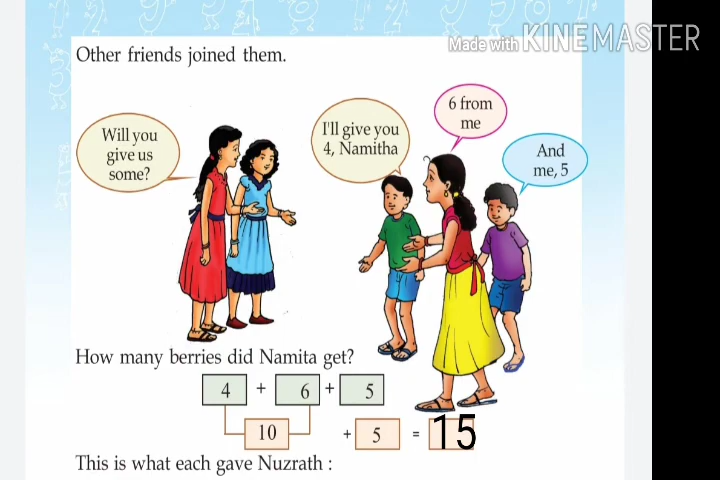 Made with KINEMASTER
Other friends joined them.
Will you
give us
some?
I'll give you
4, Namitha
6 from
me
And
me, 5
How many berries did Namita get?
4 + 6 + 5
10 + 5 = 15
This is what each gave Nuzrath :